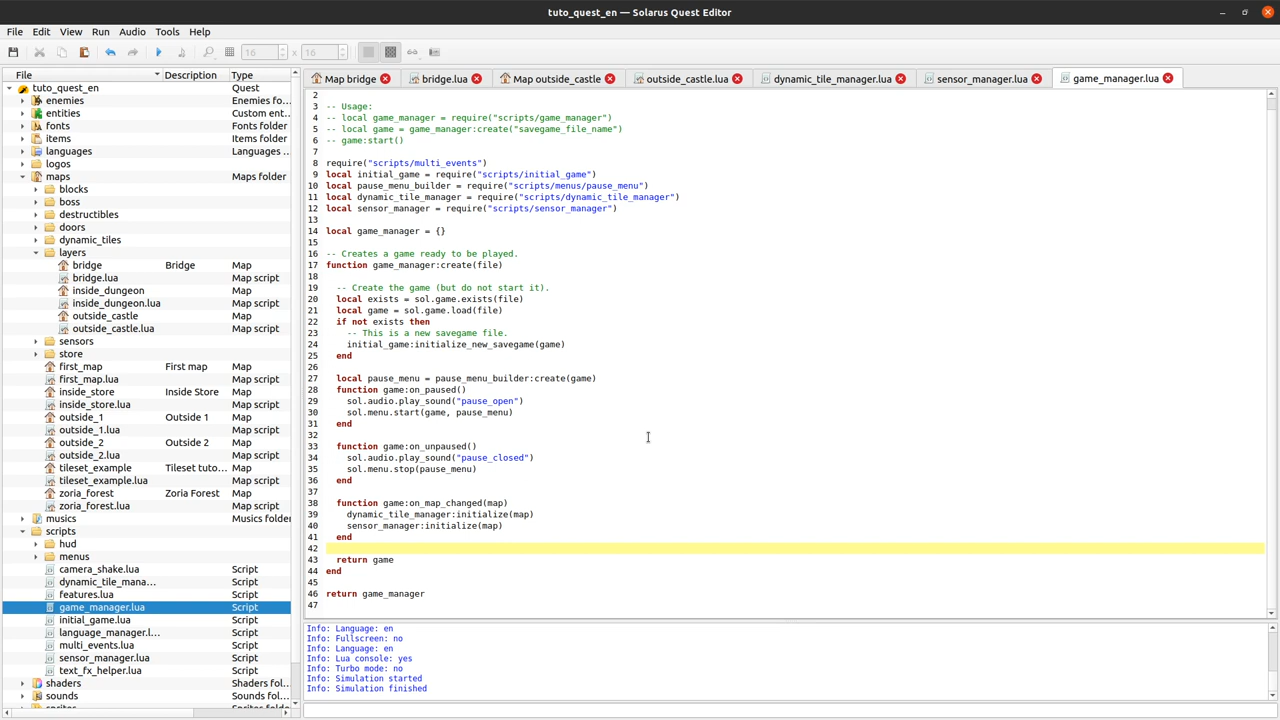 tuto_quest_en — Solarus Quest Editor
File Edit View Run Audio Tools Help
16 x 16
File Description Type
tuto_quest_en Quest
enemies Enemies fo...
entities Custom ent...
fonts Fonts folder
items Items folder
languages Languages ...
logos
maps Maps folder
blocks
boss
destructibles
doors
dynamic_tiles
layers
bridge Bridge Map
bridge.lua Map script
inside_dungeon Map
inside_dungeon.lua Map script
outside_castle Map
outside_castle.lua Map script
sensors
store
first_map First map Map
first_map.lua Map script
inside_store Inside Store Map
inside_store.lua Map script
outside_1 Outside 1 Map
outside_1.lua Map script
outside_2 Outside 2 Map
outside_2.lua Map script
tileset_example Tileset tuto... Map
tileset_example.lua Map script
zoria_forest Zoria Forest Map
zoria_forest.lua Map script
musics Musics folder
scripts
hud
menus
camera_shake.lua Script
dynamic_tile_mana... Script
features.lua Script
game_manager.lua Script
initial_game.lua Script
language_manager.l... Script
multi_events.lua Script
sensor_manager.lua Script
text_fx_helper.lua Script
shaders Shaders fol...
sounds Sounds fol...
Map bridge bridge.lua Map outside_castle outside_castle.lua dynamic_tile_manager.lua sensor_manager.lua game_manager.lua
2
3 -- Usage:
4 -- local game_manager = require("scripts/game_manager")
5 -- local game = game_manager:create("savegame_file_name")
6 -- game:start()
7
8 require("scripts/multi_events")
9 local initial_game = require("scripts/initial_game")
10 local pause_menu_builder = require("scripts/menus/pause_menu")
11 local dynamic_tile_manager = require("scripts/dynamic_tile_manager")
12 local sensor_manager = require("scripts/sensor_manager")
13
14 local game_manager = {}
15
16 -- Creates a game ready to be played.
17 function game_manager:create(file)
18
19 -- Create the game (but do not start it).
20 local exists = sol.game.exists(file)
21 local game = sol.game.load(file)
22 if not exists then
23 -- This is a new savegame file.
24 initial_game:initialize_new_savegame(game)
25 end
26
27 local pause_menu = pause_menu_builder:create(game)
28 function game:on_paused()
29 sol.audio.play_sound("pause_open")
30 sol.menu.start(game, pause_menu)
31 end
32
33 function game:on_unpaused()
34 sol.audio.play_sound("pause_closed")
35 sol.menu.stop(pause_menu)
36 end
37
38 function game:on_map_changed(map)
39 dynamic_tile_manager:initialize(map)
40 sensor_manager:initialize(map)
41 end
42
43 return game
44 end
45
46 return game_manager
47
Info: Language: en
Info: Fullscreen: no
Info: Language: en
Info: Lua console: yes
Info: Turbo mode: no
Info: Simulation started
Info: Simulation finished